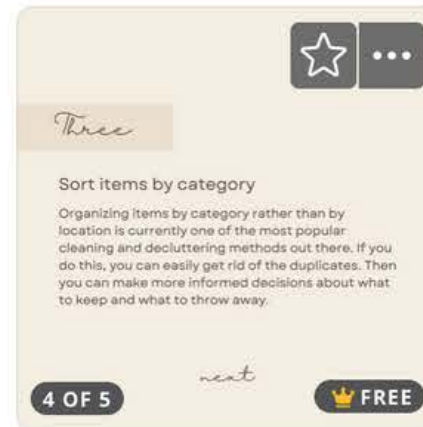 Three
Sort items by category
Organizing items by category rather than by
location is currently one of the most popular
cleaning and decluttering methods out there. If you
do this, you can easily get rid of the duplicates. Then
you can make more informed decisions about what
to keep and what to throw away.
next
4 OF 5
FREE